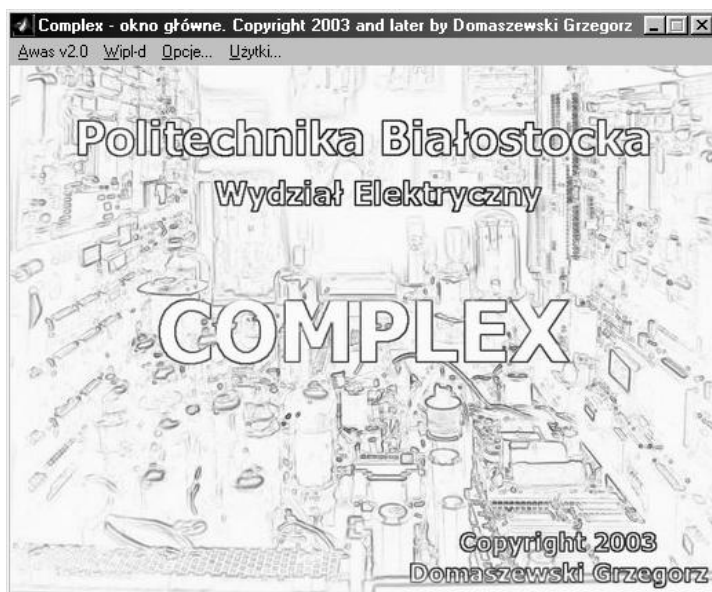 Complex - okno główne. Copyright 2003 and later by Domaszewski Grzegorz
Awas v2.0 Wipl-d Opcje... Użytki...
Politechnika Białostocka
Wydział Elektryczny
COMPLEX
Copyright 2003
Domaszewski Grzegorz